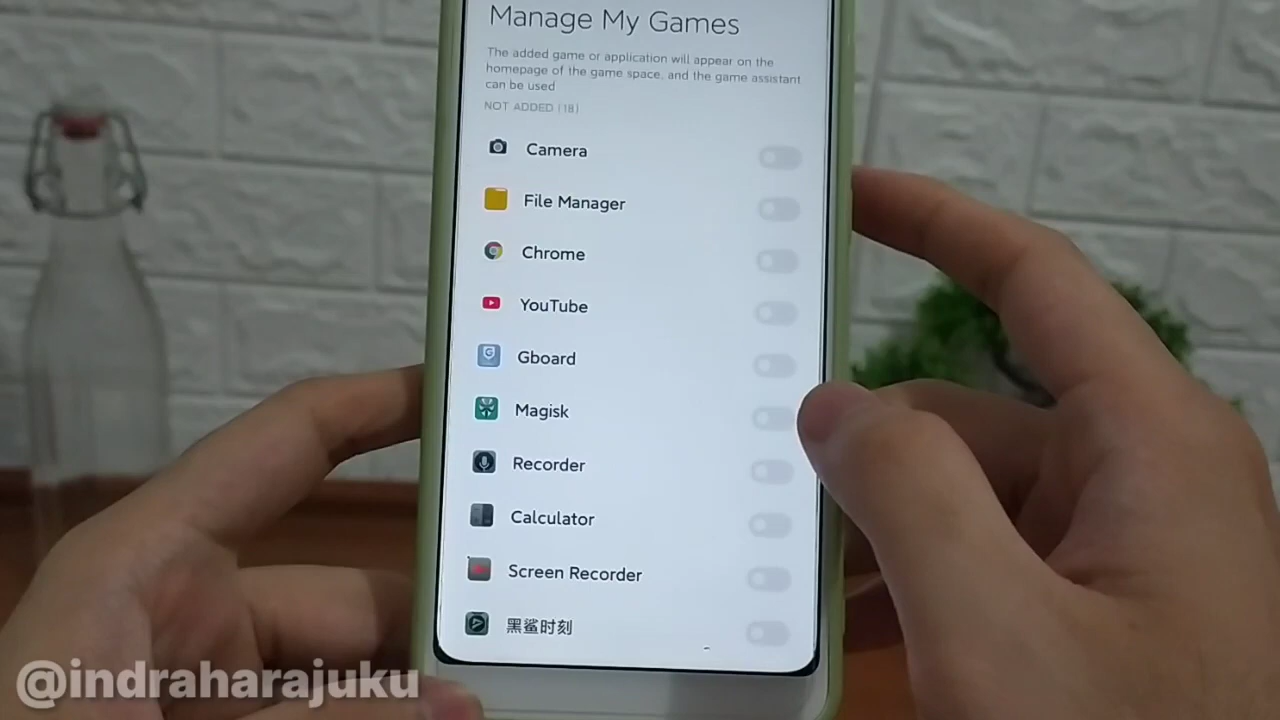 Manage My Games
The added game or application will appear on the
homepage of the game space, and the game assistant
can be used
NOT ADDED (18)
Camera
File Manager
Chrome
YouTube
Gboard
Magisk
Recorder
Calculator
Screen Recorder
黑鲨时刻
@indraharajuku